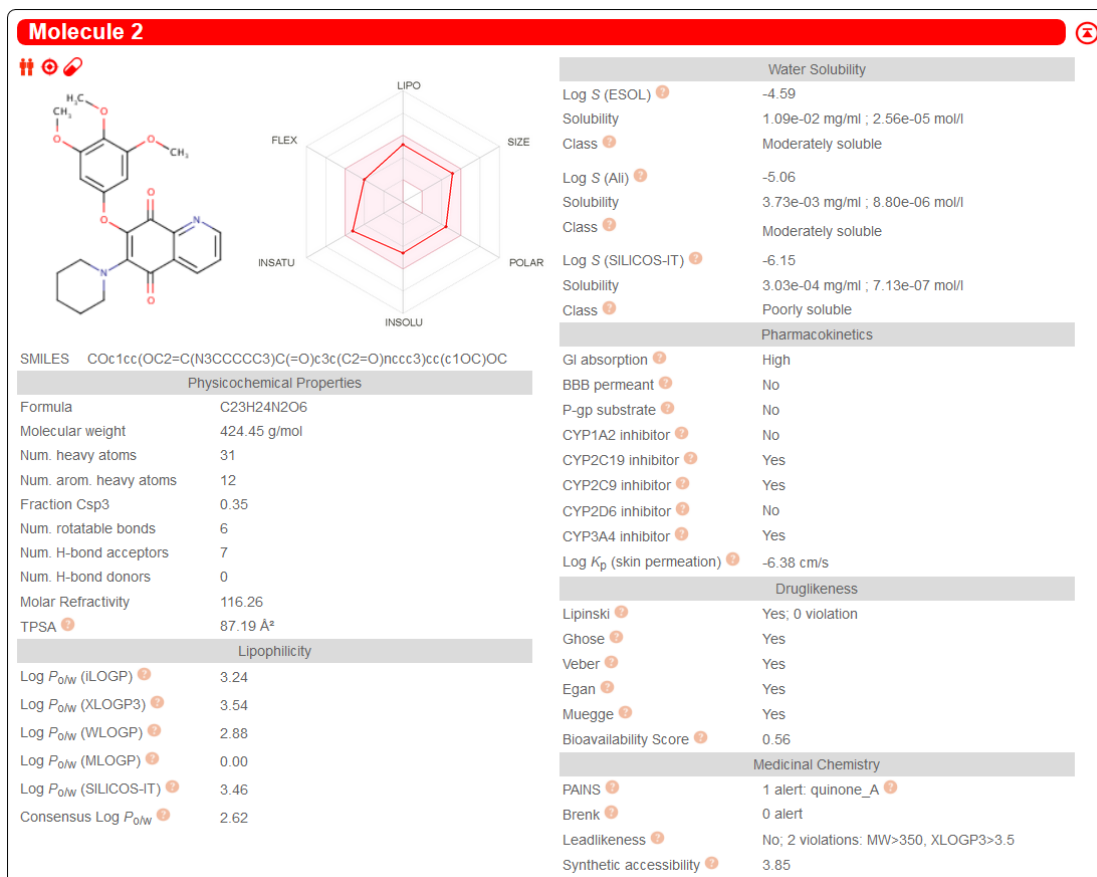 Molecule 2
H₃C
CH₃
O
O
O
CH₃
O
O
N
N
O
LIPO
FLEX
SIZE
INSATU
POLAR
INSOLU
SMILES COc1cc(OC2=C(N3CCCCC3)C(=O)c3c(C2=O)nccc3)cc(c1OC)OC
Physicochemical Properties
Formula C23H24N2O6
Molecular weight 424.45 g/mol
Num. heavy atoms 31
Num. arom. heavy atoms 12
Fraction Csp3 0.35
Num. rotatable bonds 6
Num. H-bond acceptors 7
Num. H-bond donors 0
Molar Refractivity 116.26
TPSA ? 87.19 Å²
Lipophilicity
Log Po/w (iLOGP) ? 3.24
Log Po/w (XLOGP3) ? 3.54
Log Po/w (WLOGP) ? 2.88
Log Po/w (MLOGP) ? 0.00
Log Po/w (SILICOS-IT) ? 3.46
Consensus Log Po/w ? 2.62
Water Solubility
Log S (ESOL) ? -4.59
Solubility 1.09e-02 mg/ml ; 2.56e-05 mol/l
Class ? Moderately soluble
Log S (Ali) ? -5.06
Solubility 3.73e-03 mg/ml ; 8.80e-06 mol/l
Class ? Moderately soluble
Log S (SILICOS-IT) ? -6.15
Solubility 3.03e-04 mg/ml ; 7.13e-07 mol/l
Class ? Poorly soluble
Pharmacokinetics
GI absorption ? High
BBB permeant ? No
P-gp substrate ? No
CYP1A2 inhibitor ? No
CYP2C19 inhibitor ? Yes
CYP2C9 inhibitor ? Yes
CYP2D6 inhibitor ? No
CYP3A4 inhibitor ? Yes
Log Kp (skin permeation) ? -6.38 cm/s
Druglikeness
Lipinski ? Yes; 0 violation
Ghose ? Yes
Veber ? Yes
Egan ? Yes
Muegge ? Yes
Bioavailability Score ? 0.56
Medicinal Chemistry
PAINS ? 1 alert: quinone_A ?
Brenk ? 0 alert
Leadlikeness ? No; 2 violations: MW>350, XLOGP3>3.5
Synthetic accessibility ? 3.85